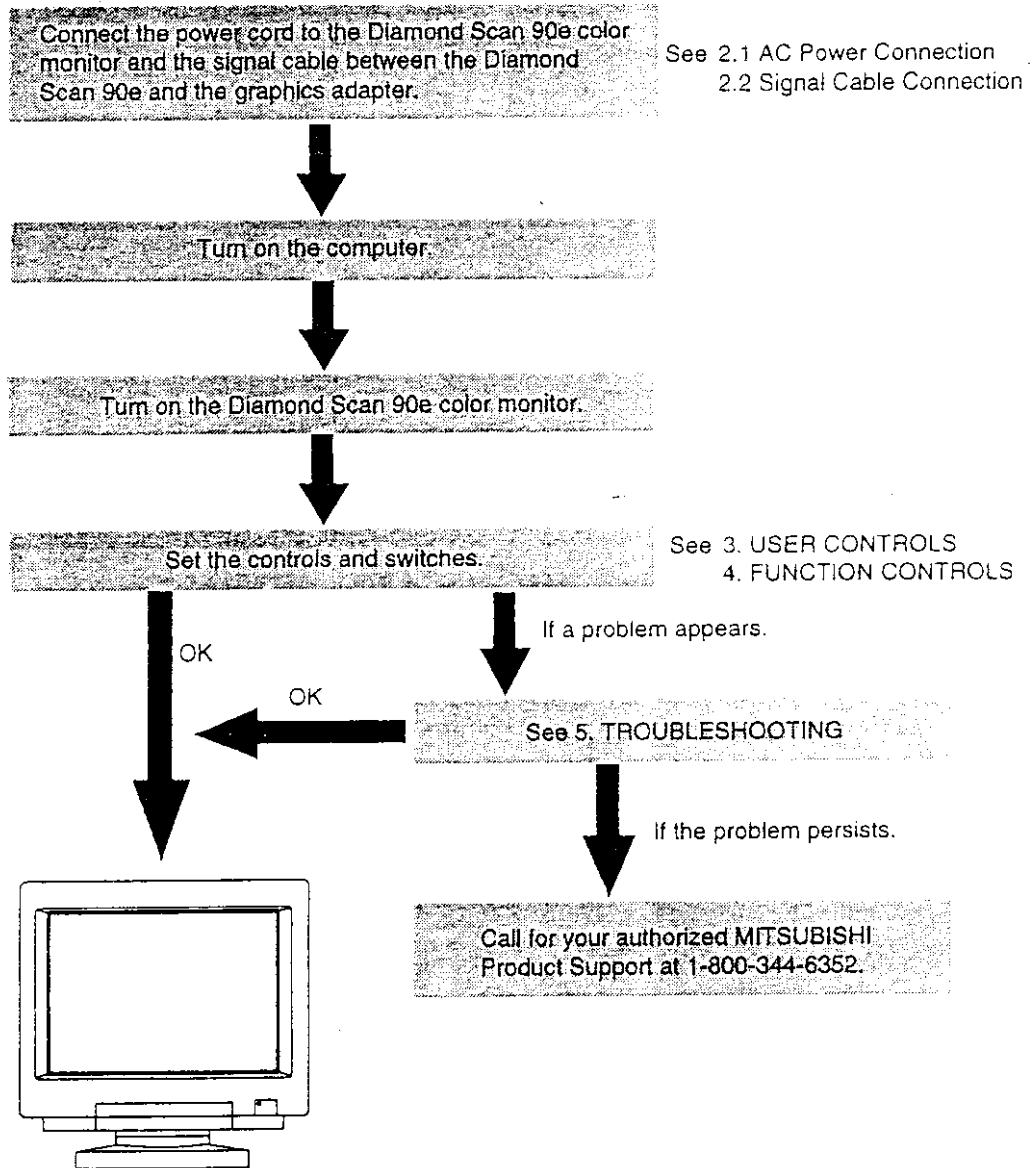 Connect the power cord to the Diamond Scan 90e color
monitor and the signal cable between the Diamond
Scan 90e and the graphics adapter.
See 2.1 AC Power Connection
2.2 Signal Cable Connection
Turn on the computer.
Turn on the Diamond Scan 90e color monitor.
Set the controls and switches.
See 3. USER CONTROLS
4. FUNCTION CONTROLS
If a problem appears.
OK
OK
See 5. TROUBLESHOOTING
If the problem persists.
Call for your authorized MITSUBISHI
Product Support at 1-800-344-6352.